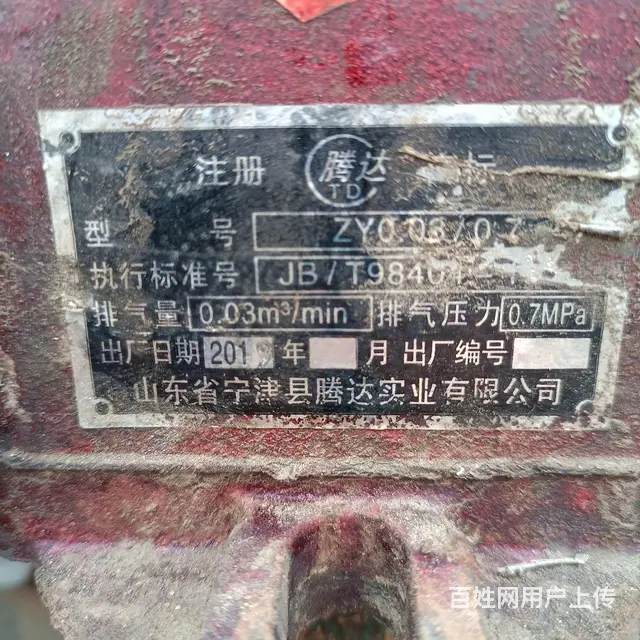 注册 腾达 TD 标
型 号 ZY0.03/0.7
执行标准号 JB/T984
排气量 0.03m³/min 排气压力 0.7MPa
出厂日期 201 年 月 出厂编号
山东省宁津县腾达实业有限公司
百姓网用户上传